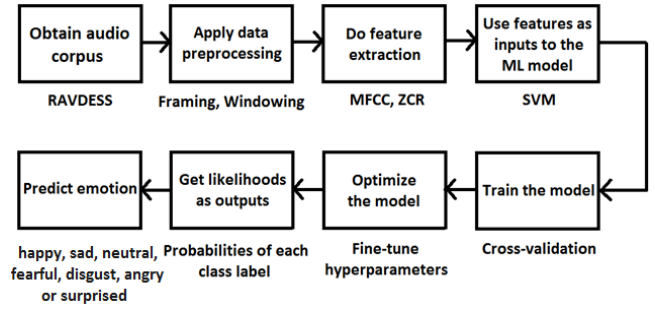 Obtain audio
corpus
RAVDESS
Apply data
preprocessing
Framing, Windowing
Do feature
extraction
MFCC, ZCR
Use features as
inputs to the
ML model
SVM
Train the model
Cross-validation
Optimize
the model
Fine-tune
hyperparameters
Get likelihoods
as outputs
Probabilities of each
class label
Predict emotion
happy, sad, neutral,
fearful, disgust, angry
or surprised